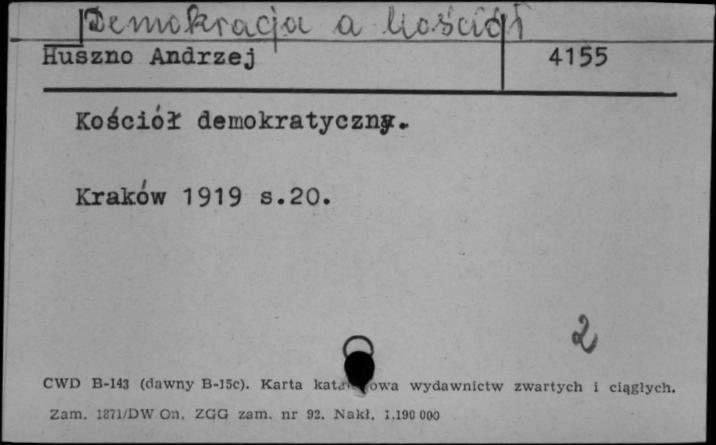 Demokracja a Kościół
Huszno Andrzej 4155
Kościół demokratyczny.
Kraków 1919 s.20.
2
CWD B-143 (dawny B-15c). Karta katalogowa wydawnictw zwartych i ciągłych.
Zam. 1871/DW On. ZGG zam. nr 92. Nakł. 1.190 000